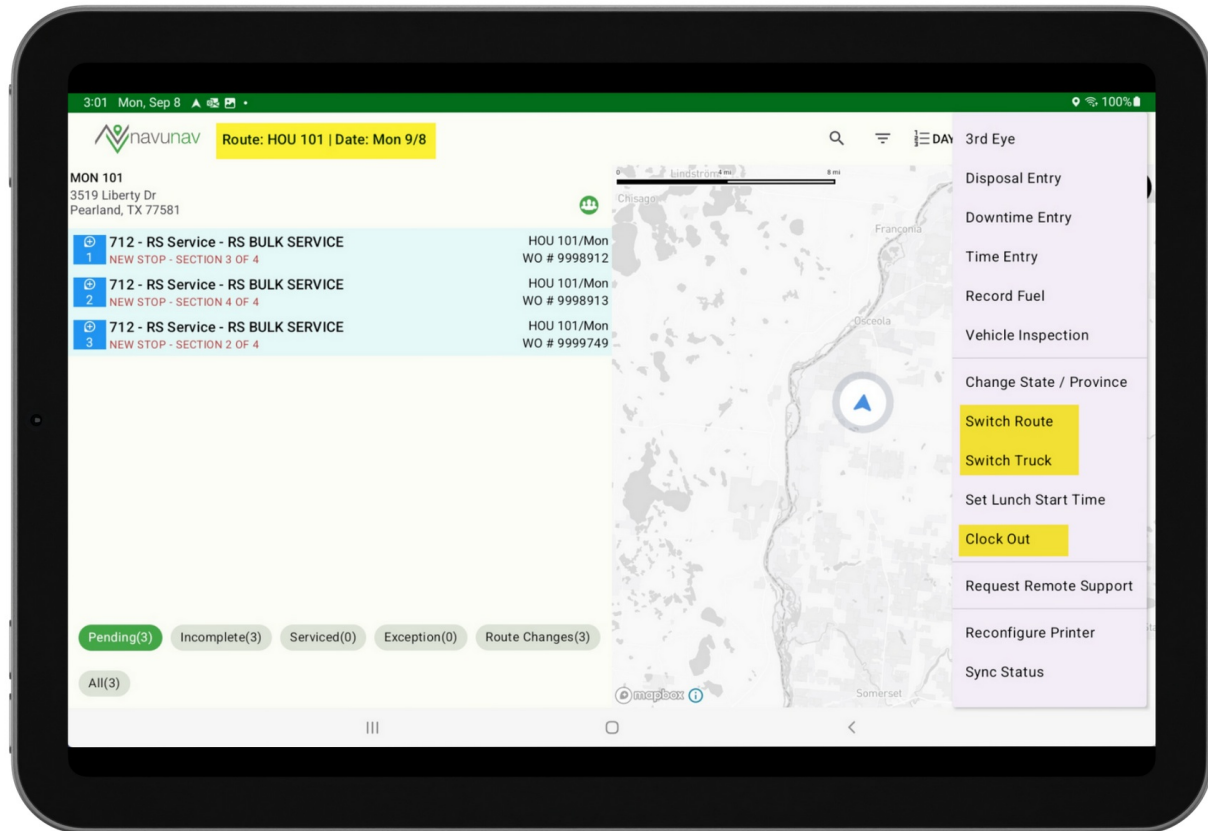 3:01 Mon, Sep 8
100%
navunav
Route: HOU 101 | Date: Mon 9/8
DAY
MON 101
3519 Liberty Dr
Pearland, TX 77581
1
712 - RS Service - RS BULK SERVICE
HOU 101/Mon
NEW STOP - SECTION 3 OF 4
WO # 9998912
2
712 - RS Service - RS BULK SERVICE
HOU 101/Mon
NEW STOP - SECTION 4 OF 4
WO # 9998913
3
712 - RS Service - RS BULK SERVICE
HOU 101/Mon
NEW STOP - SECTION 2 OF 4
WO # 9999749
Pending(3)
Incomplete(3)
Serviced(0)
Exception(0)
Route Changes(3)
All(3)
0
4 mi
8 mi
Lindström
Chisago
Franconia
Osceola
Somerset
mapbox
3rd Eye
Disposal Entry
Downtime Entry
Time Entry
Record Fuel
Vehicle Inspection
Change State / Province
Switch Route
Switch Truck
Set Lunch Start Time
Clock Out
Request Remote Support
Reconfigure Printer
Sync Status